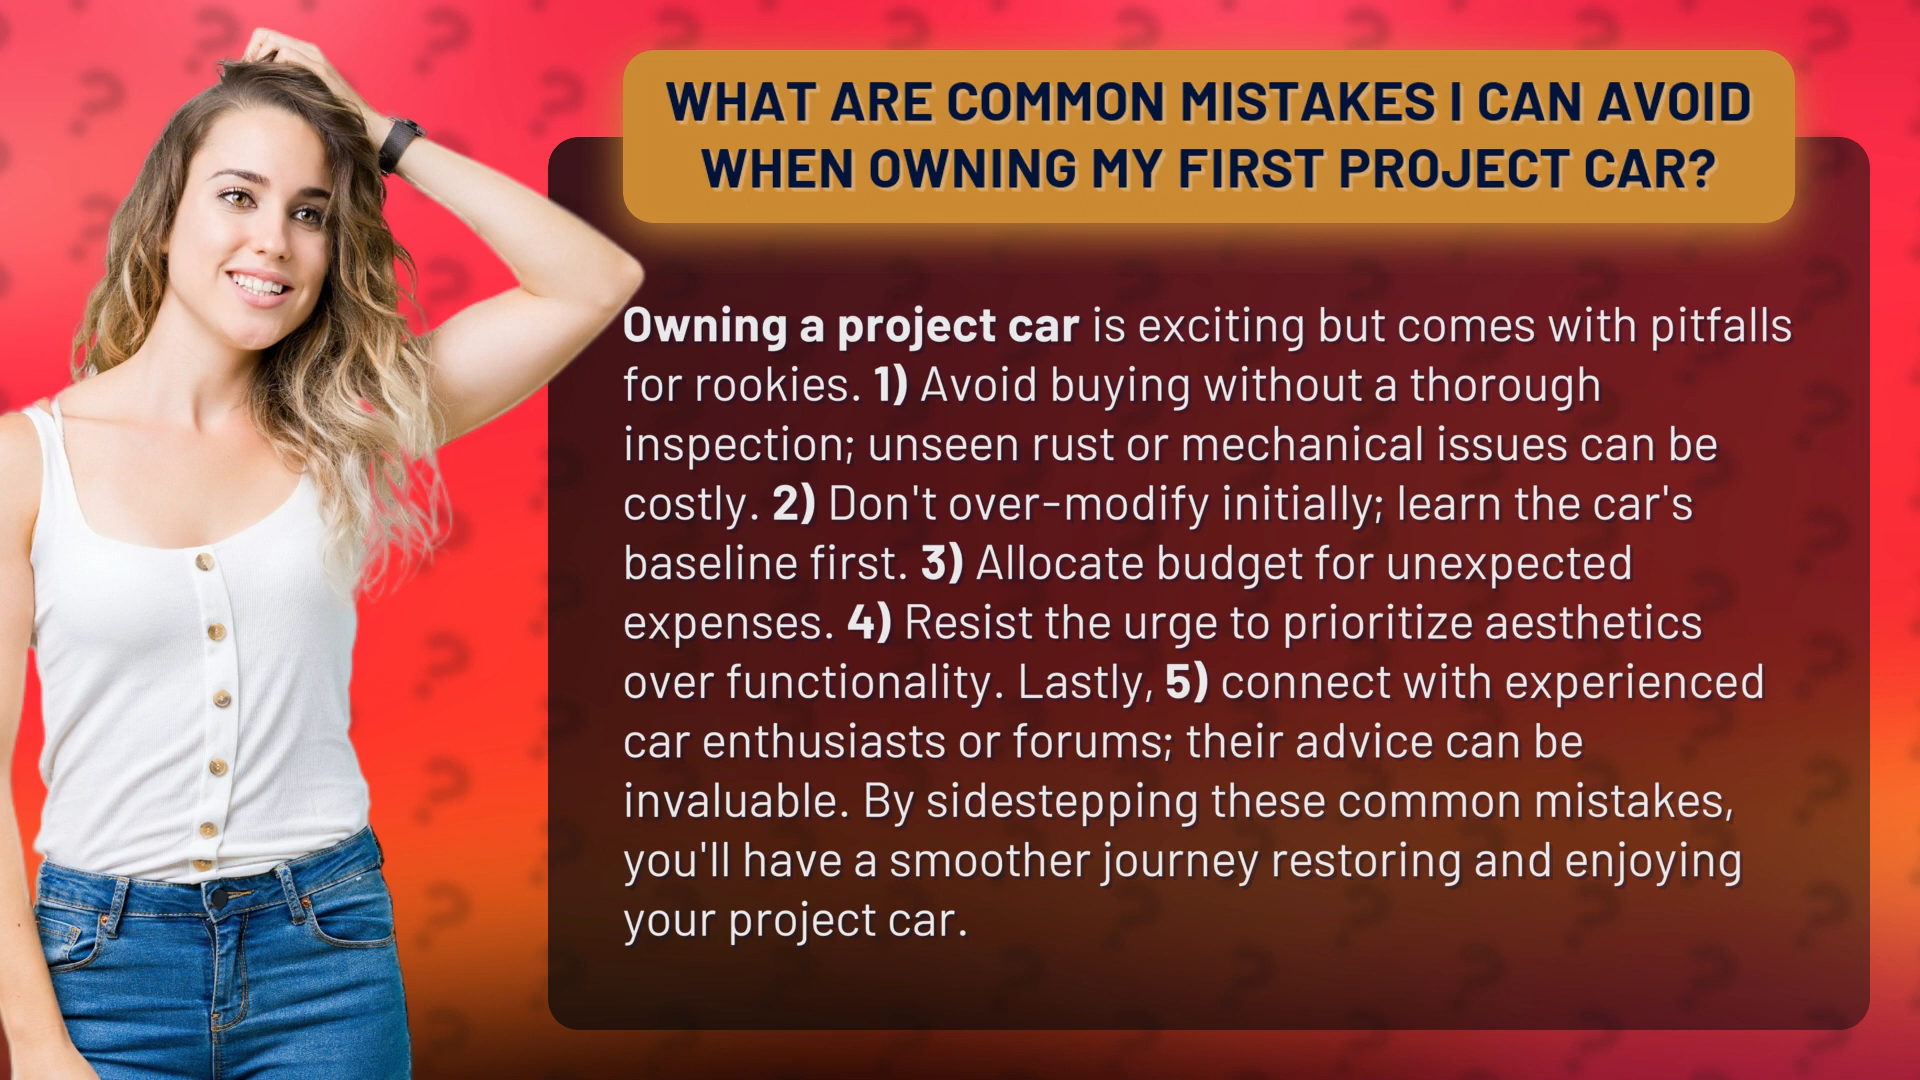 WHAT ARE COMMON MISTAKES I CAN AVOID
WHEN OWNING MY FIRST PROJECT CAR?
Owning a project car is exciting but comes with pitfalls
for rookies. 1) Avoid buying without a thorough
inspection; unseen rust or mechanical issues can be
costly. 2) Don't over-modify initially; learn the car's
baseline first. 3) Allocate budget for unexpected
expenses. 4) Resist the urge to prioritize aesthetics
over functionality. Lastly, 5) connect with experienced
car enthusiasts or forums; their advice can be
invaluable. By sidestepping these common mistakes,
you'll have a smoother journey restoring and enjoying
your project car.